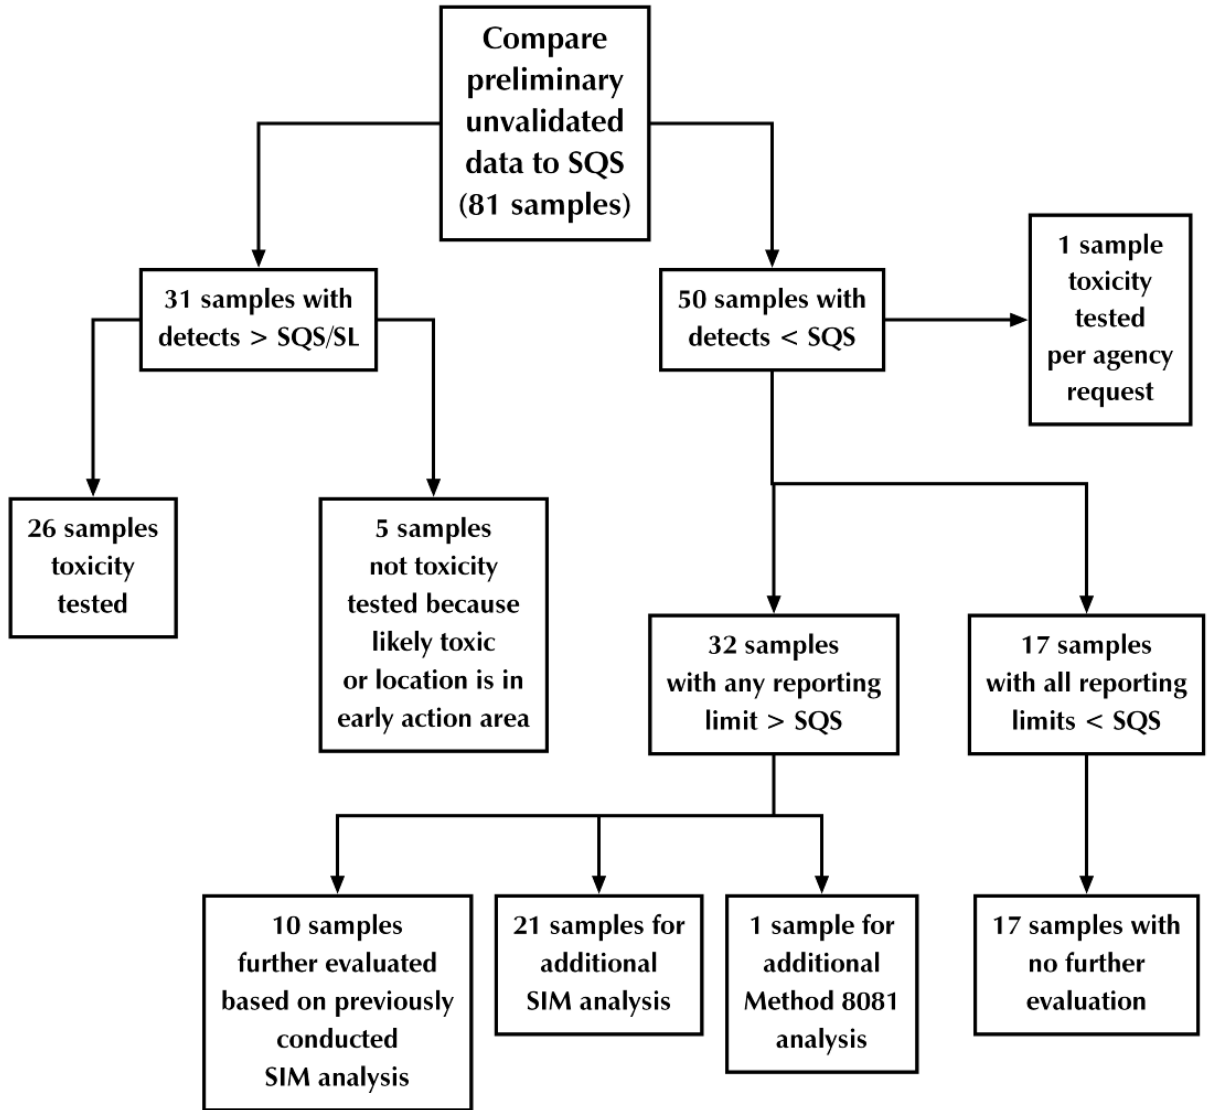 Compare
preliminary
unvalidated
data to SQS
(81 samples)
31 samples with
detects > SQS/SL
50 samples with
detects < SQS
1 sample
toxicity
tested
per agency
request
26 samples
toxicity
tested
5 samples
not toxicity
tested because
likely toxic
or location is in
early action area
32 samples
with any reporting
limit > SQS
17 samples
with all reporting
limits < SQS
10 samples
further evaluated
based on previously
conducted
SIM analysis
21 samples for
additional
SIM analysis
1 sample for
additional
Method 8081
analysis
17 samples with
no further
evaluation